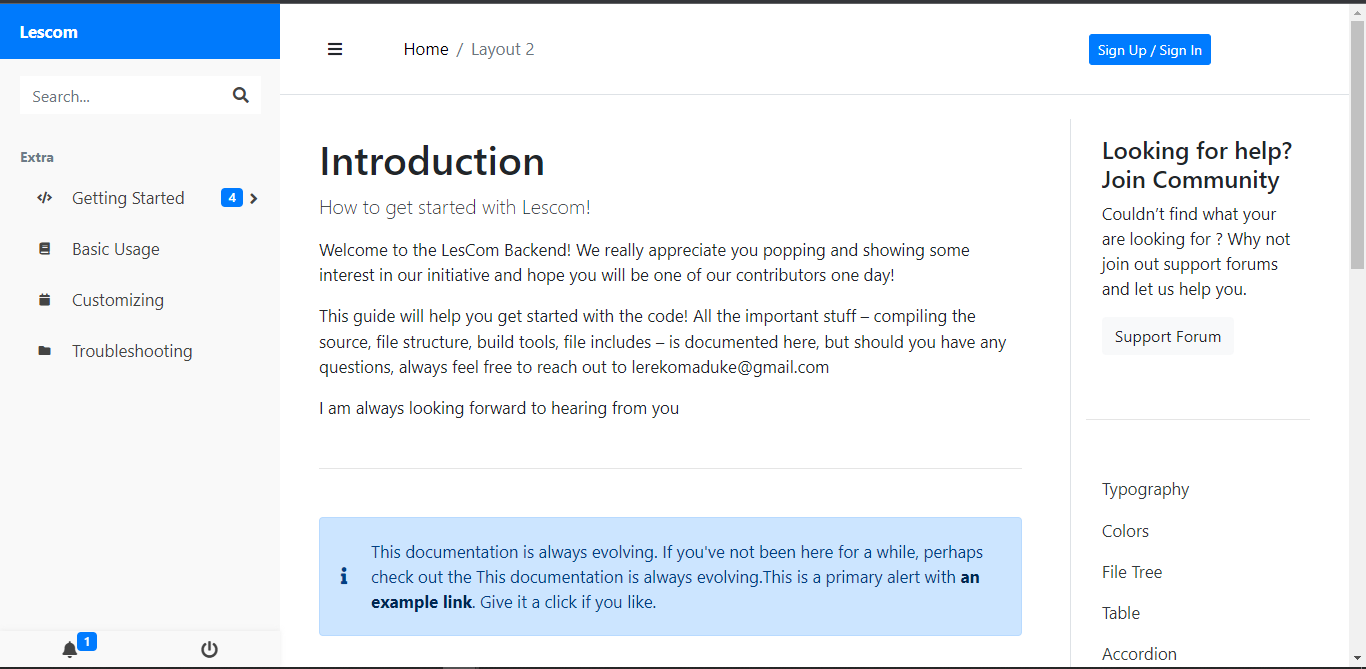 Lescom
Search...
Extra
Getting Started 4
Basic Usage
Customizing
Troubleshooting
1
Home / Layout 2
Sign Up / Sign In
Introduction
How to get started with Lescom!
Welcome to the LesCom Backend! We really appreciate you popping and showing some
interest in our initiative and hope you will be one of our contributors one day!
This guide will help you get started with the code! All the important stuff – compiling the
source, file structure, build tools, file includes – is documented here, but should you have any
questions, always feel free to reach out to lerekomaduke@gmail.com
I am always looking forward to hearing from you
This documentation is always evolving. If you've not been here for a while, perhaps
check out the This documentation is always evolving.This is a primary alert with an
example link. Give it a click if you like.
Looking for help?
Join Community
Couldn’t find what your
are looking for ? Why not
join out support forums
and let us help you.
Support Forum
Typography
Colors
File Tree
Table
Accordion